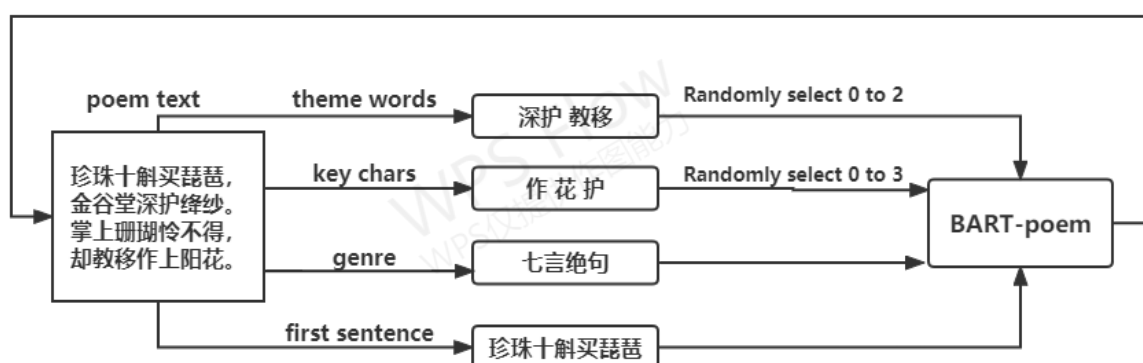 poem text
theme words
深护 教移
Randomly select 0 to 2
珍珠十斛买琵琶，
金谷堂深护绛纱。
掌上珊瑚怜不得，
却教移作上阳花。
key chars
作 花 护
Randomly select 0 to 3
BART-poem
genre
七言绝句
first sentence
珍珠十斛买琵琶
WPS Flow